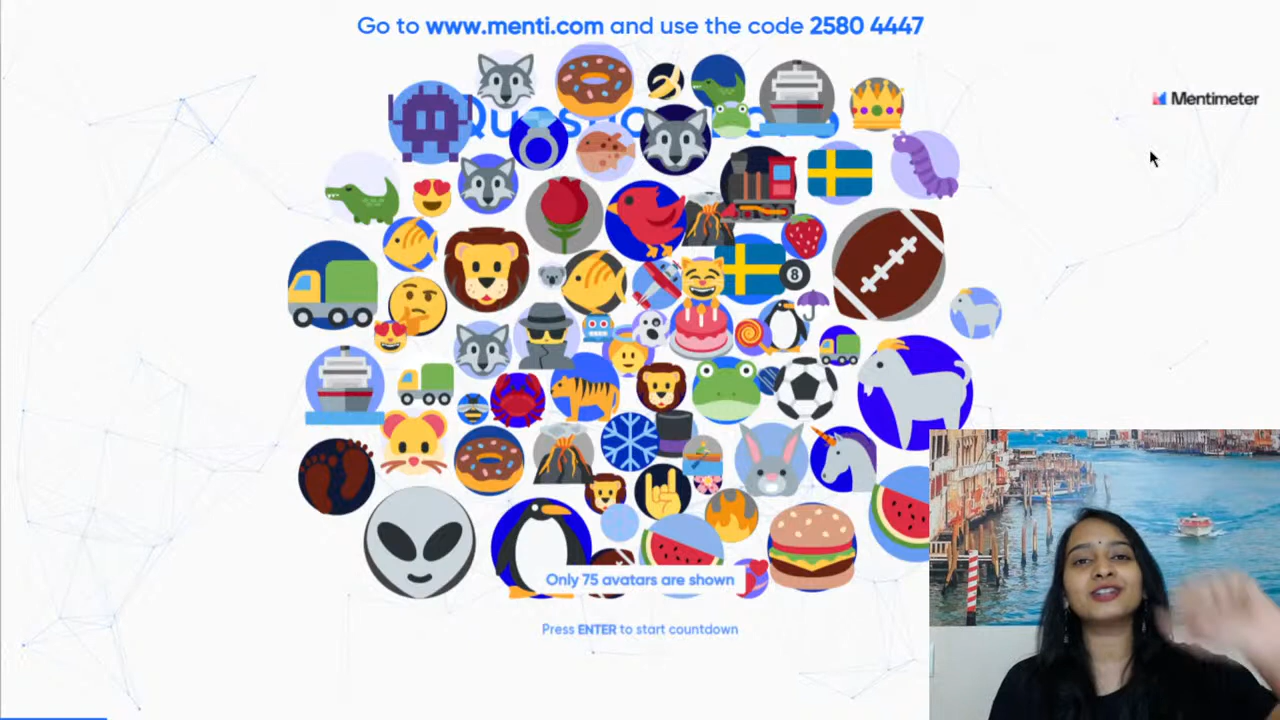 Go to www.menti.com and use the code 2580 4447
Mentimeter
8
Only 75 avatars are shown
Press ENTER to start countdown